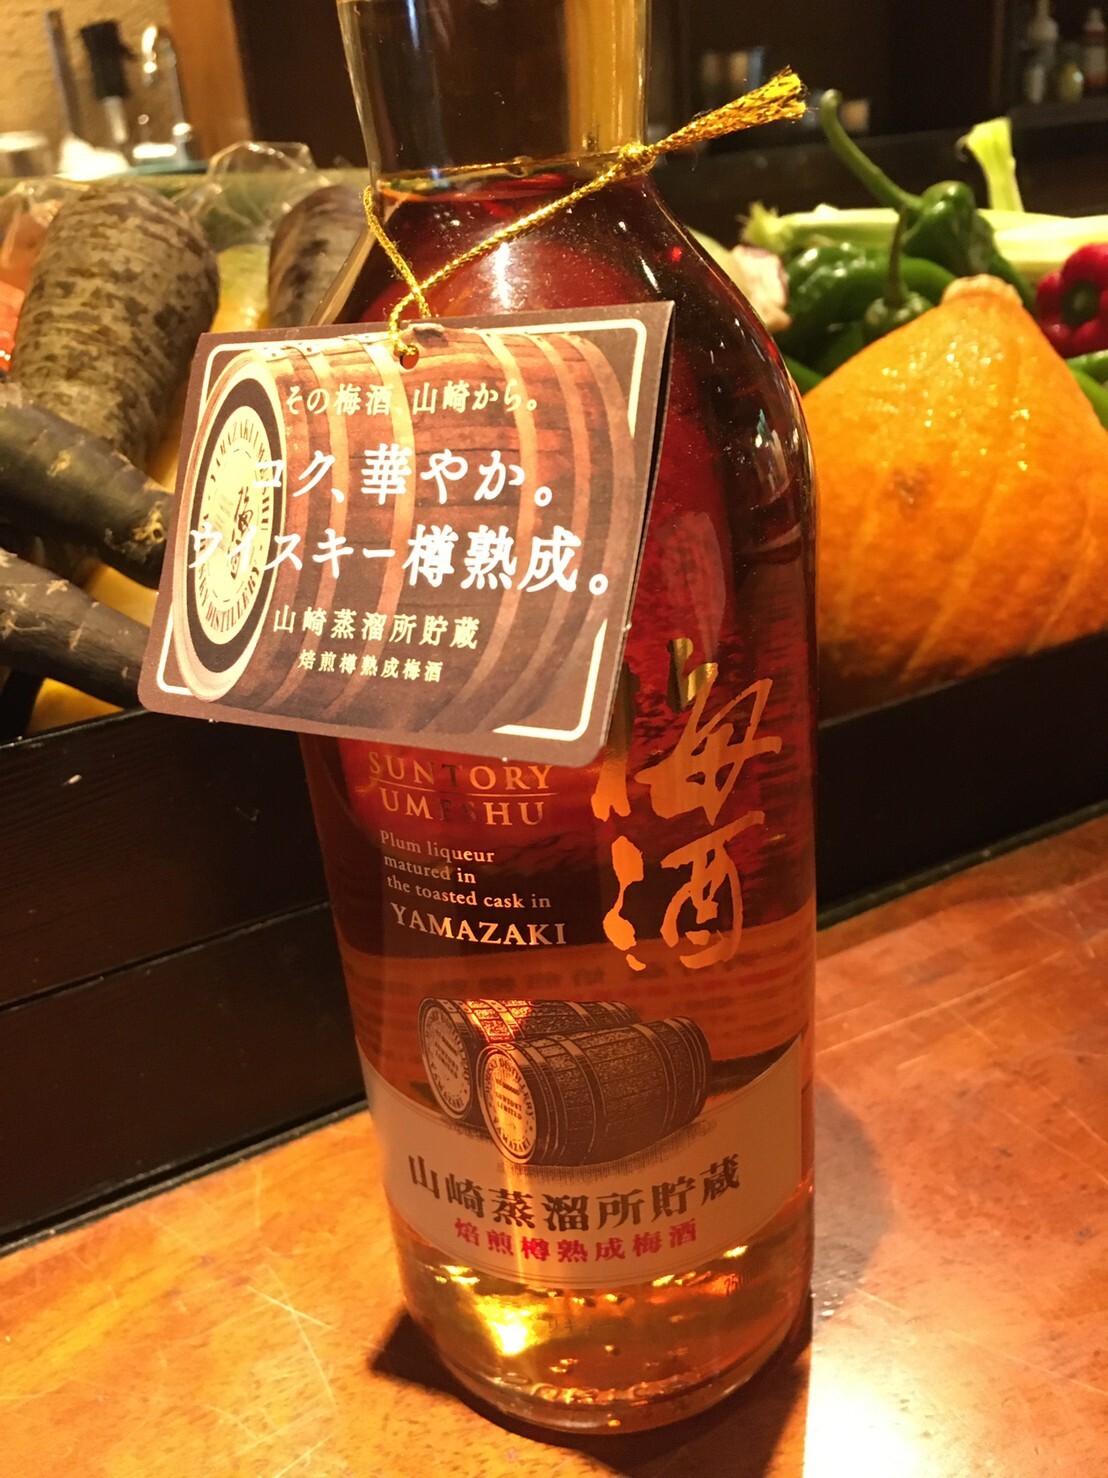 その梅酒、山崎から。
コク、華やか。
ウイスキー樽熟成。
山崎蒸溜所貯蔵
焙煎樽熟成梅酒
梅酒
SUNTORY
UMESHU
Plum liqueur
matured in
the toasted cask in
YAMAZAKI
山崎蒸溜所貯蔵
焙煎樽熟成梅酒